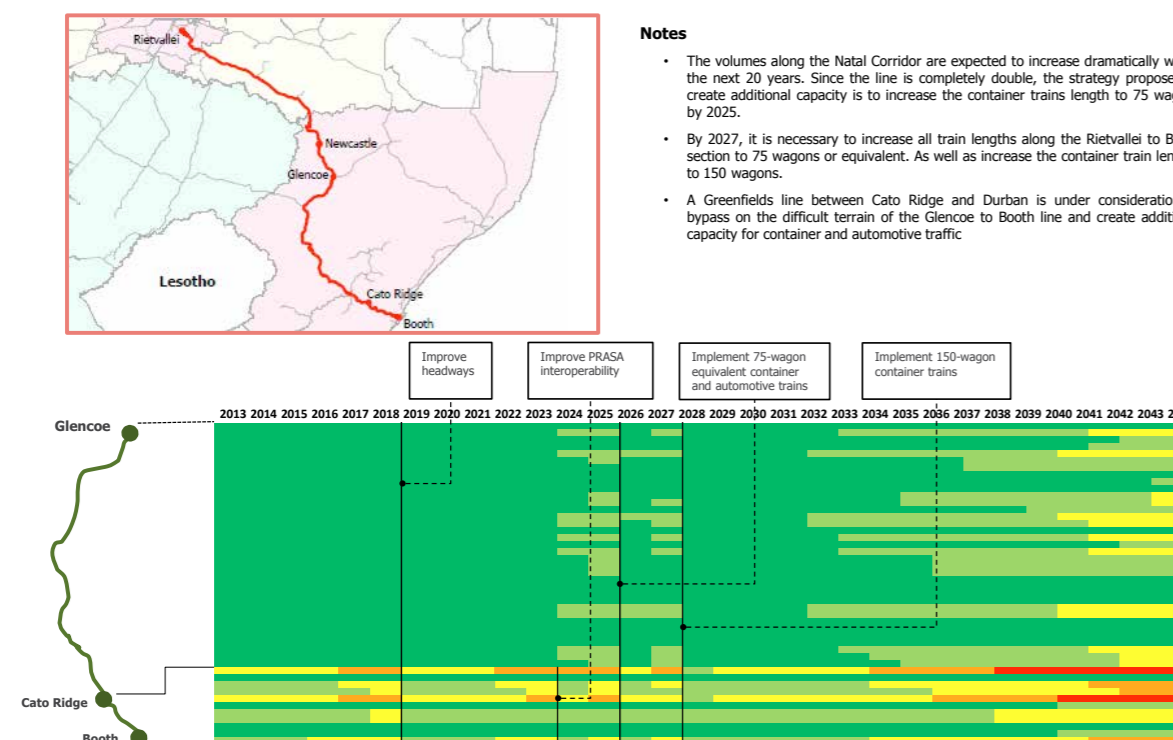 Rietvallei
Newcastle
Glencoe
Lesotho
Cato Ridge
Booth
Notes
• The volumes along the Natal Corridor are expected to increase dramatically
the next 20 years. Since the line is completely double, the strategy
create additional capacity is to increase the container trains length to 75
by 2025.
• By 2027, it is necessary to increase all train lengths along the Rietvallei to
section to 75 wagons or equivalent. As well as increase the container train
to 150 wagons.
• A Greenfields line between Cato Ridge and Durban is under
bypass on the difficult terrain of the Glencoe to Booth line and create
capacity for container and automotive traffic
Improve
headways
Improve PRASA
interoperability
Implement 75-wagon
equivalent container
and automotive trains
Implement 150-wagon
container trains
2013 2014 2015 2016 2017 2018 2019 2020 2021 2022 2023 2024 2025 2026 2027 2028 2029 2030 2031 2032 2033 2034 2035 2036 2037 2038 2039 2040 2041 2042 2043
Glencoe
Cato Ridge
Booth